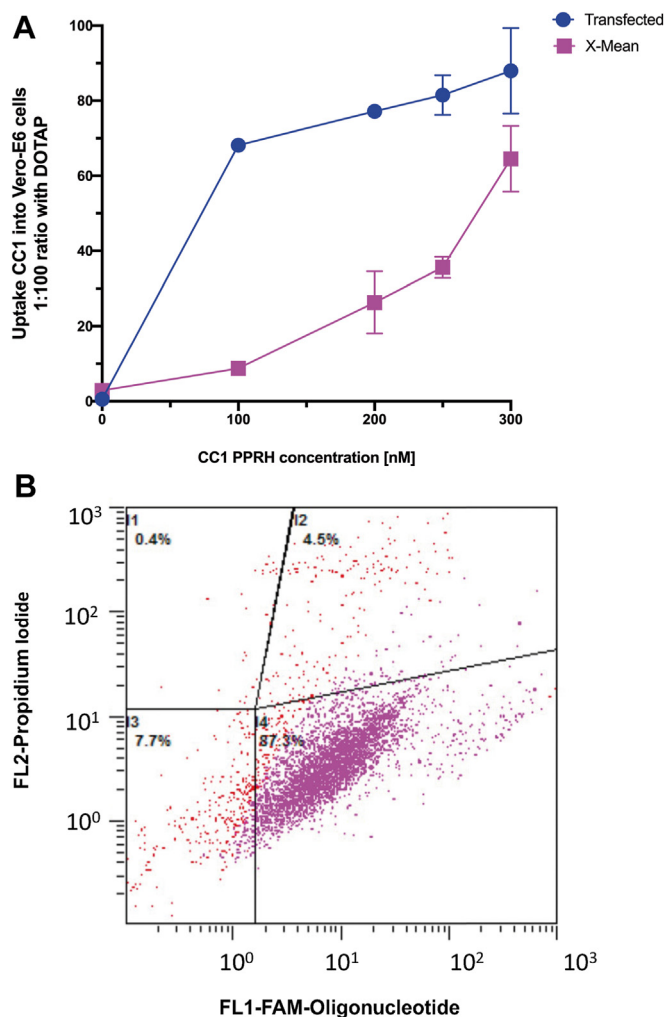 A
Transfected
X-Mean
Uptake CC1 into Vero-E6 cells
1:100 ratio with DOTAP
100
80
60
40
20
0
0 100 200 300
CC1 PPRH concentration [nM]
B
10³
10²
10¹
10⁰
I1
0.4%
I2
4.5%
I3
7.7%
I4
87.3%
FL2-Propidium Iodide
10⁰ 10¹ 10² 10³
FL1-FAM-Oligonucleotide